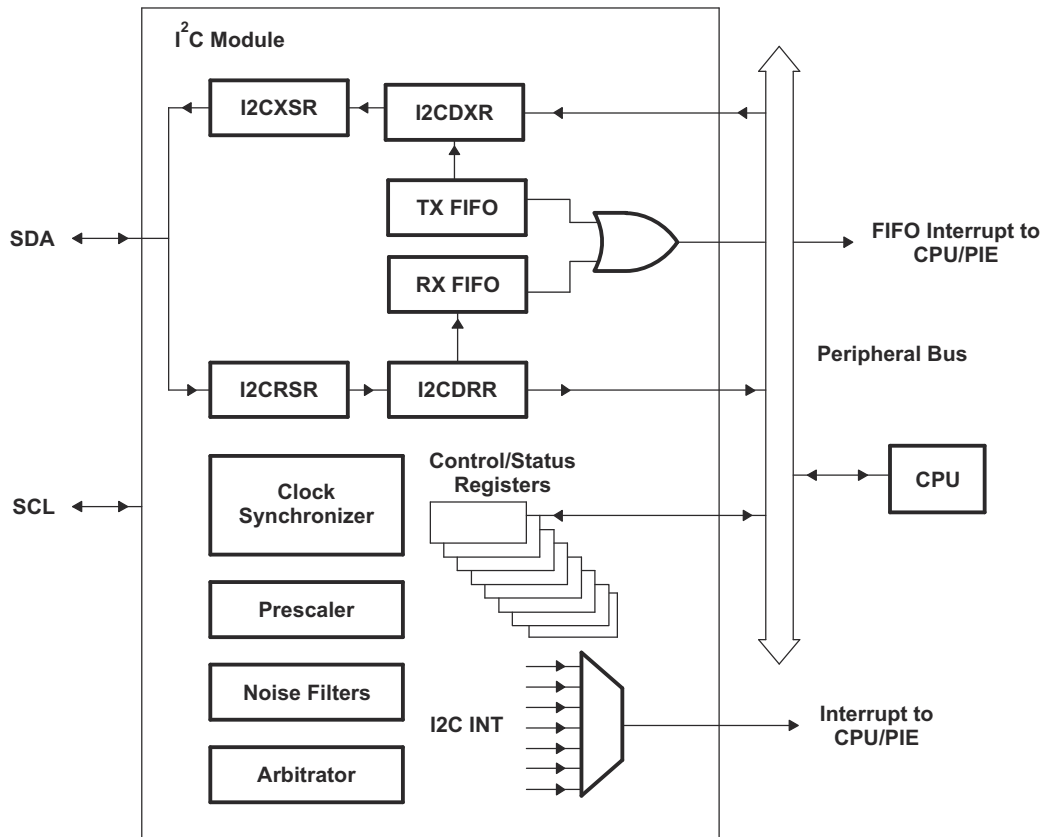 I2C Module
I2CXSR
I2CDXR
TX FIFO
SDA
FIFO Interrupt to
CPU/PIE
RX FIFO
Peripheral Bus
I2CRSR
I2CDRR
Control/Status
Registers
CPU
SCL
Clock
Synchronizer
Prescaler
Noise Filters
I2C INT
Interrupt to
CPU/PIE
Arbitrator